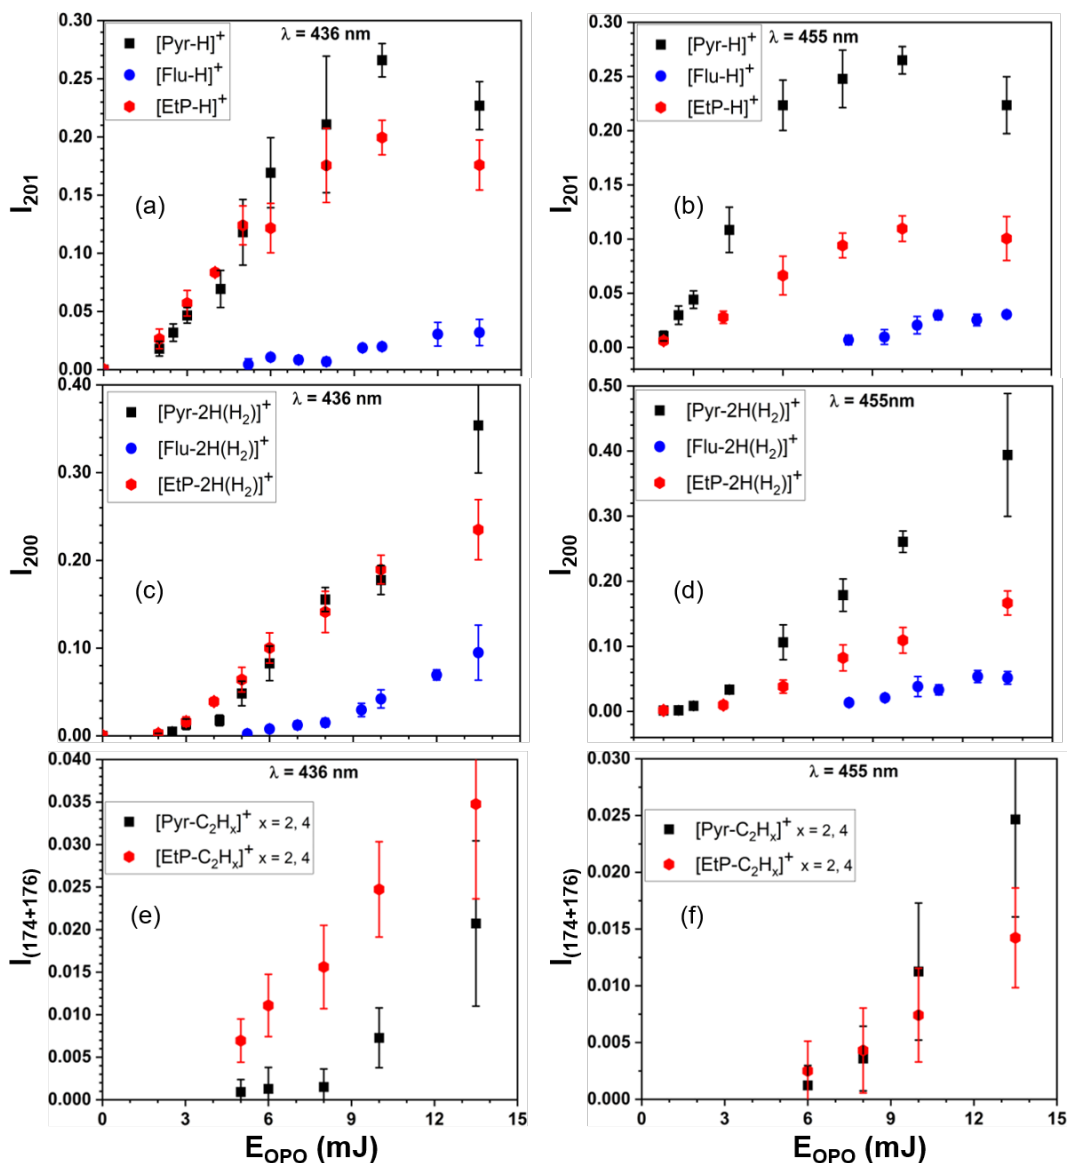 0.30
0.25
0.20
0.15
0.10
0.05
0.00
I201
[Pyr-H]+
[Flu-H]+
[EtP-H]+
λ = 436 nm
(a)
0.30
0.25
0.20
0.15
0.10
0.05
0.00
I201
[Pyr-H]+
[Flu-H]+
[EtP-H]+
λ = 455 nm
(b)
0.40
0.30
0.20
0.10
0.00
I200
[Pyr-2H(H2)]+
[Flu-2H(H2)]+
[EtP-2H(H2)]+
λ = 436 nm
(c)
0.50
0.40
0.30
0.20
0.10
0.00
I200
[Pyr-2H(H2)]+
[Flu-2H(H2)]+
[EtP-2H(H2)]+
λ = 455nm
(d)
0.040
0.035
0.030
0.025
0.020
0.015
0.010
0.005
0.000
I(174+176)
λ = 436 nm
[Pyr-C2Hx]+ x = 2, 4
[EtP-C2Hx]+ x = 2, 4
(e)
0 3 6 9 12 15
EOPO (mJ)
0.030
0.025
0.020
0.015
0.010
0.005
0.000
I(174+176)
λ = 455 nm
[Pyr-C2Hx]+ x = 2, 4
[EtP-C2Hx]+ x = 2, 4
(f)
0 3 6 9 12 15
EOPO (mJ)